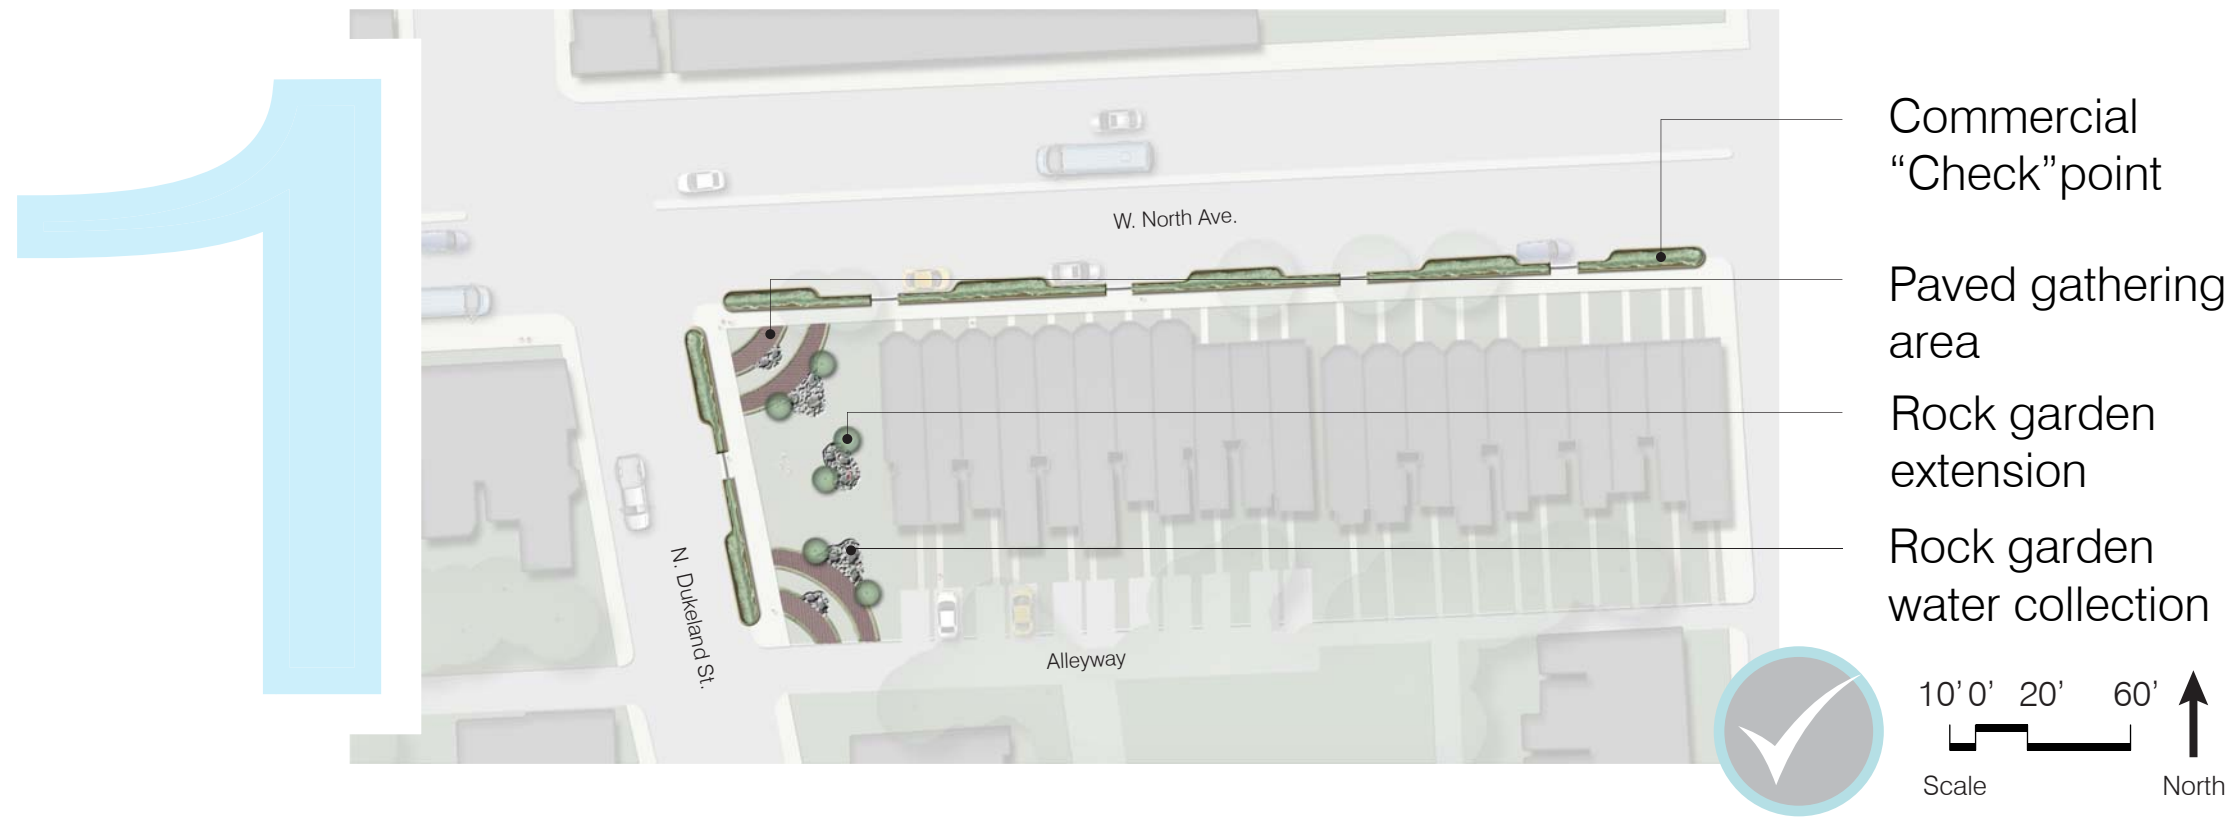 1
Commercial
“Check”point
W. North Ave.
Paved gathering
area
Rock garden
extension
Rock garden
water collection
N. Dukeland St.
Alleyway
10’ 0’ 20’ 60’
Scale
North